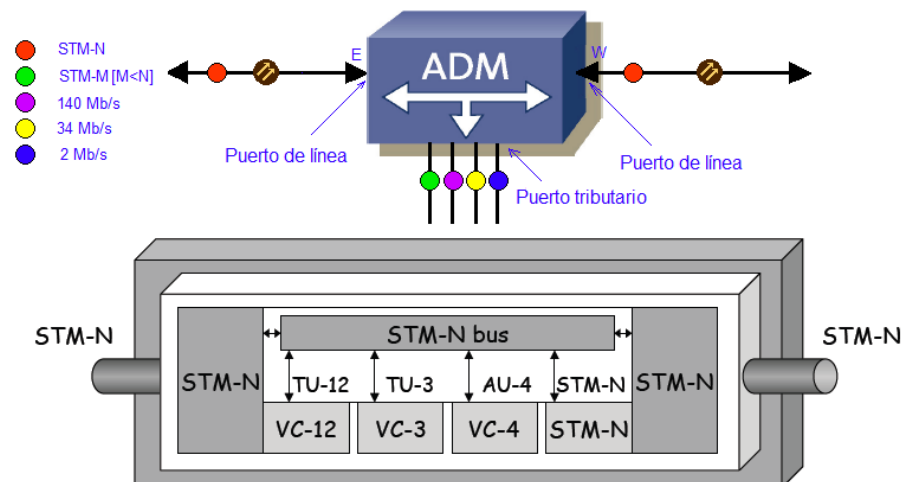 STM-N
STM-M [M<N]
140 Mb/s
34 Mb/s
2 Mb/s
E
ADM
W
Puerto de línea
Puerto de línea
Puerto tributario
STM-N
STM-N
STM-N bus
STM-N
STM-N
TU-12
TU-3
AU-4
STM-N
VC-12
VC-3
VC-4
STM-N